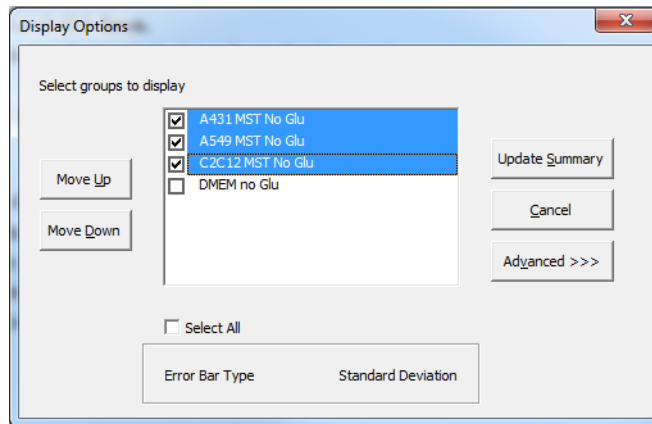 Display Options
Select groups to display
A431 MST No Glu
A549 MST No Glu
C2C12 MST No Glu
DMEM no Glu
Move Up
Move Down
Update Summary
Cancel
Advanced >>>
Select All
Error Bar Type Standard Deviation